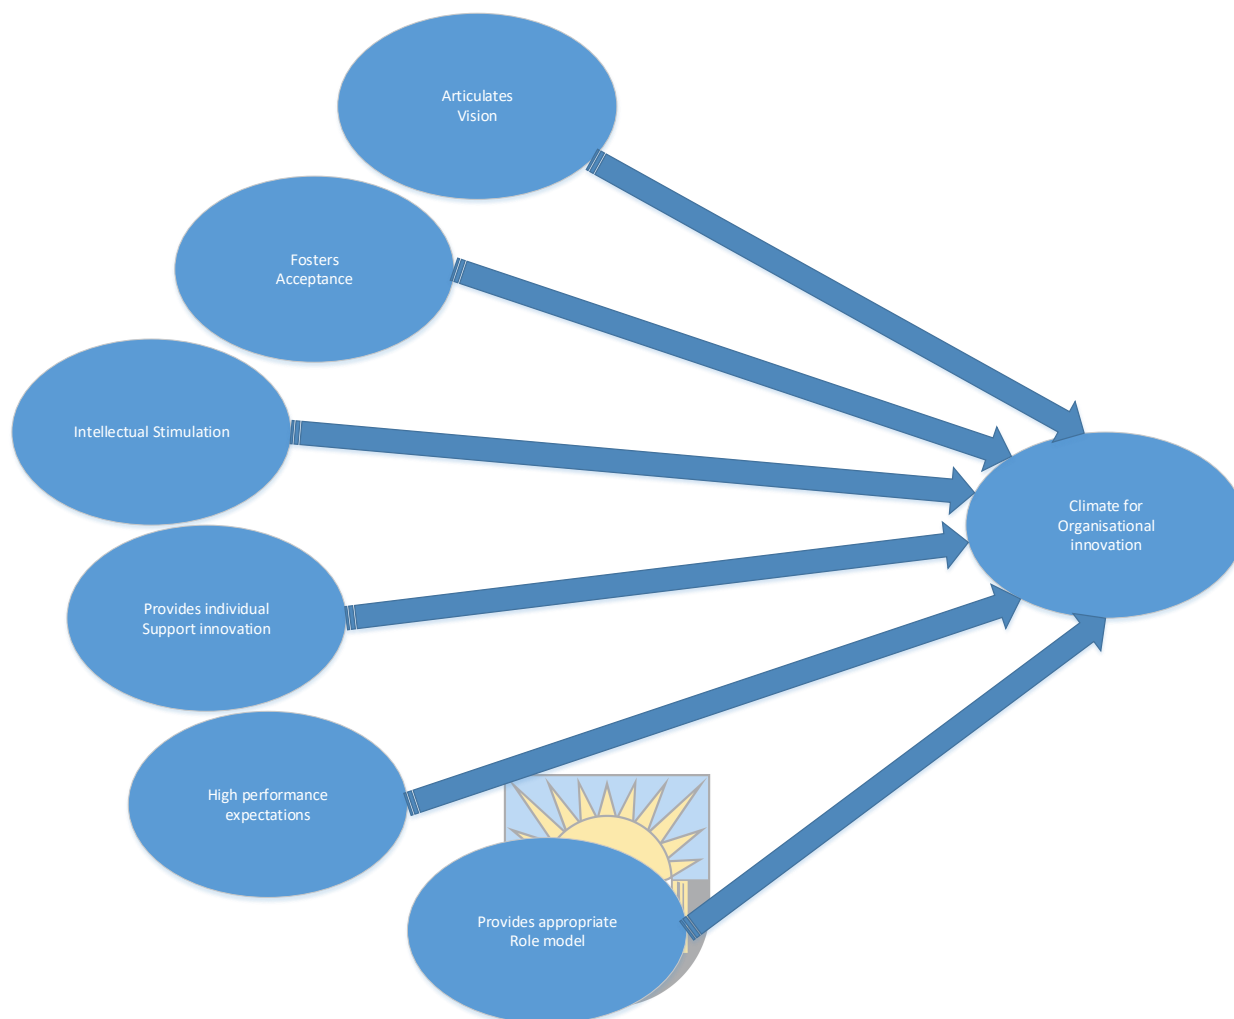 Articulates
Vision
Fosters
Acceptance
Intellectual Stimulation
Climate for
Organisational
innovation
Provides individual
Support innovation
High performance
expectations
Provides appropriate
Role model